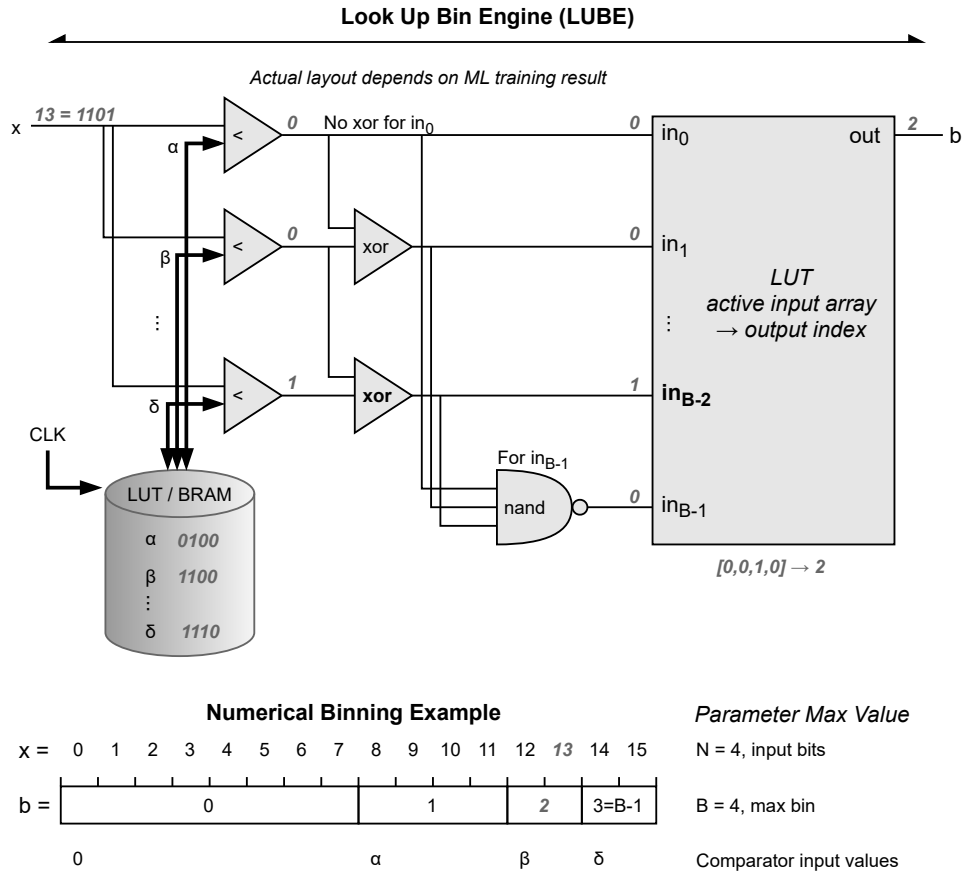 Look Up Bin Engine (LUBE)
Actual layout depends on ML training result
x
13 = 1101
<
0
No xor for in0
0
in0
out
2
b
α
<
0
xor
0
in1
β
LUT
active input array
→ output index
⋮
⋮
<
1
xor
1
inB-2
δ
CLK
For inB-1
nand
0
inB-1
LUT / BRAM
α 0100
β 1100
⋮
δ 1110
[0,0,1,0] → 2
Numerical Binning Example
Parameter Max Value
x = 0 1 2 3 4 5 6 7 8 9 10 11 12 13 14 15
N = 4, input bits
b = 0 1 2 3=B-1
B = 4, max bin
0 α β δ
Comparator input values